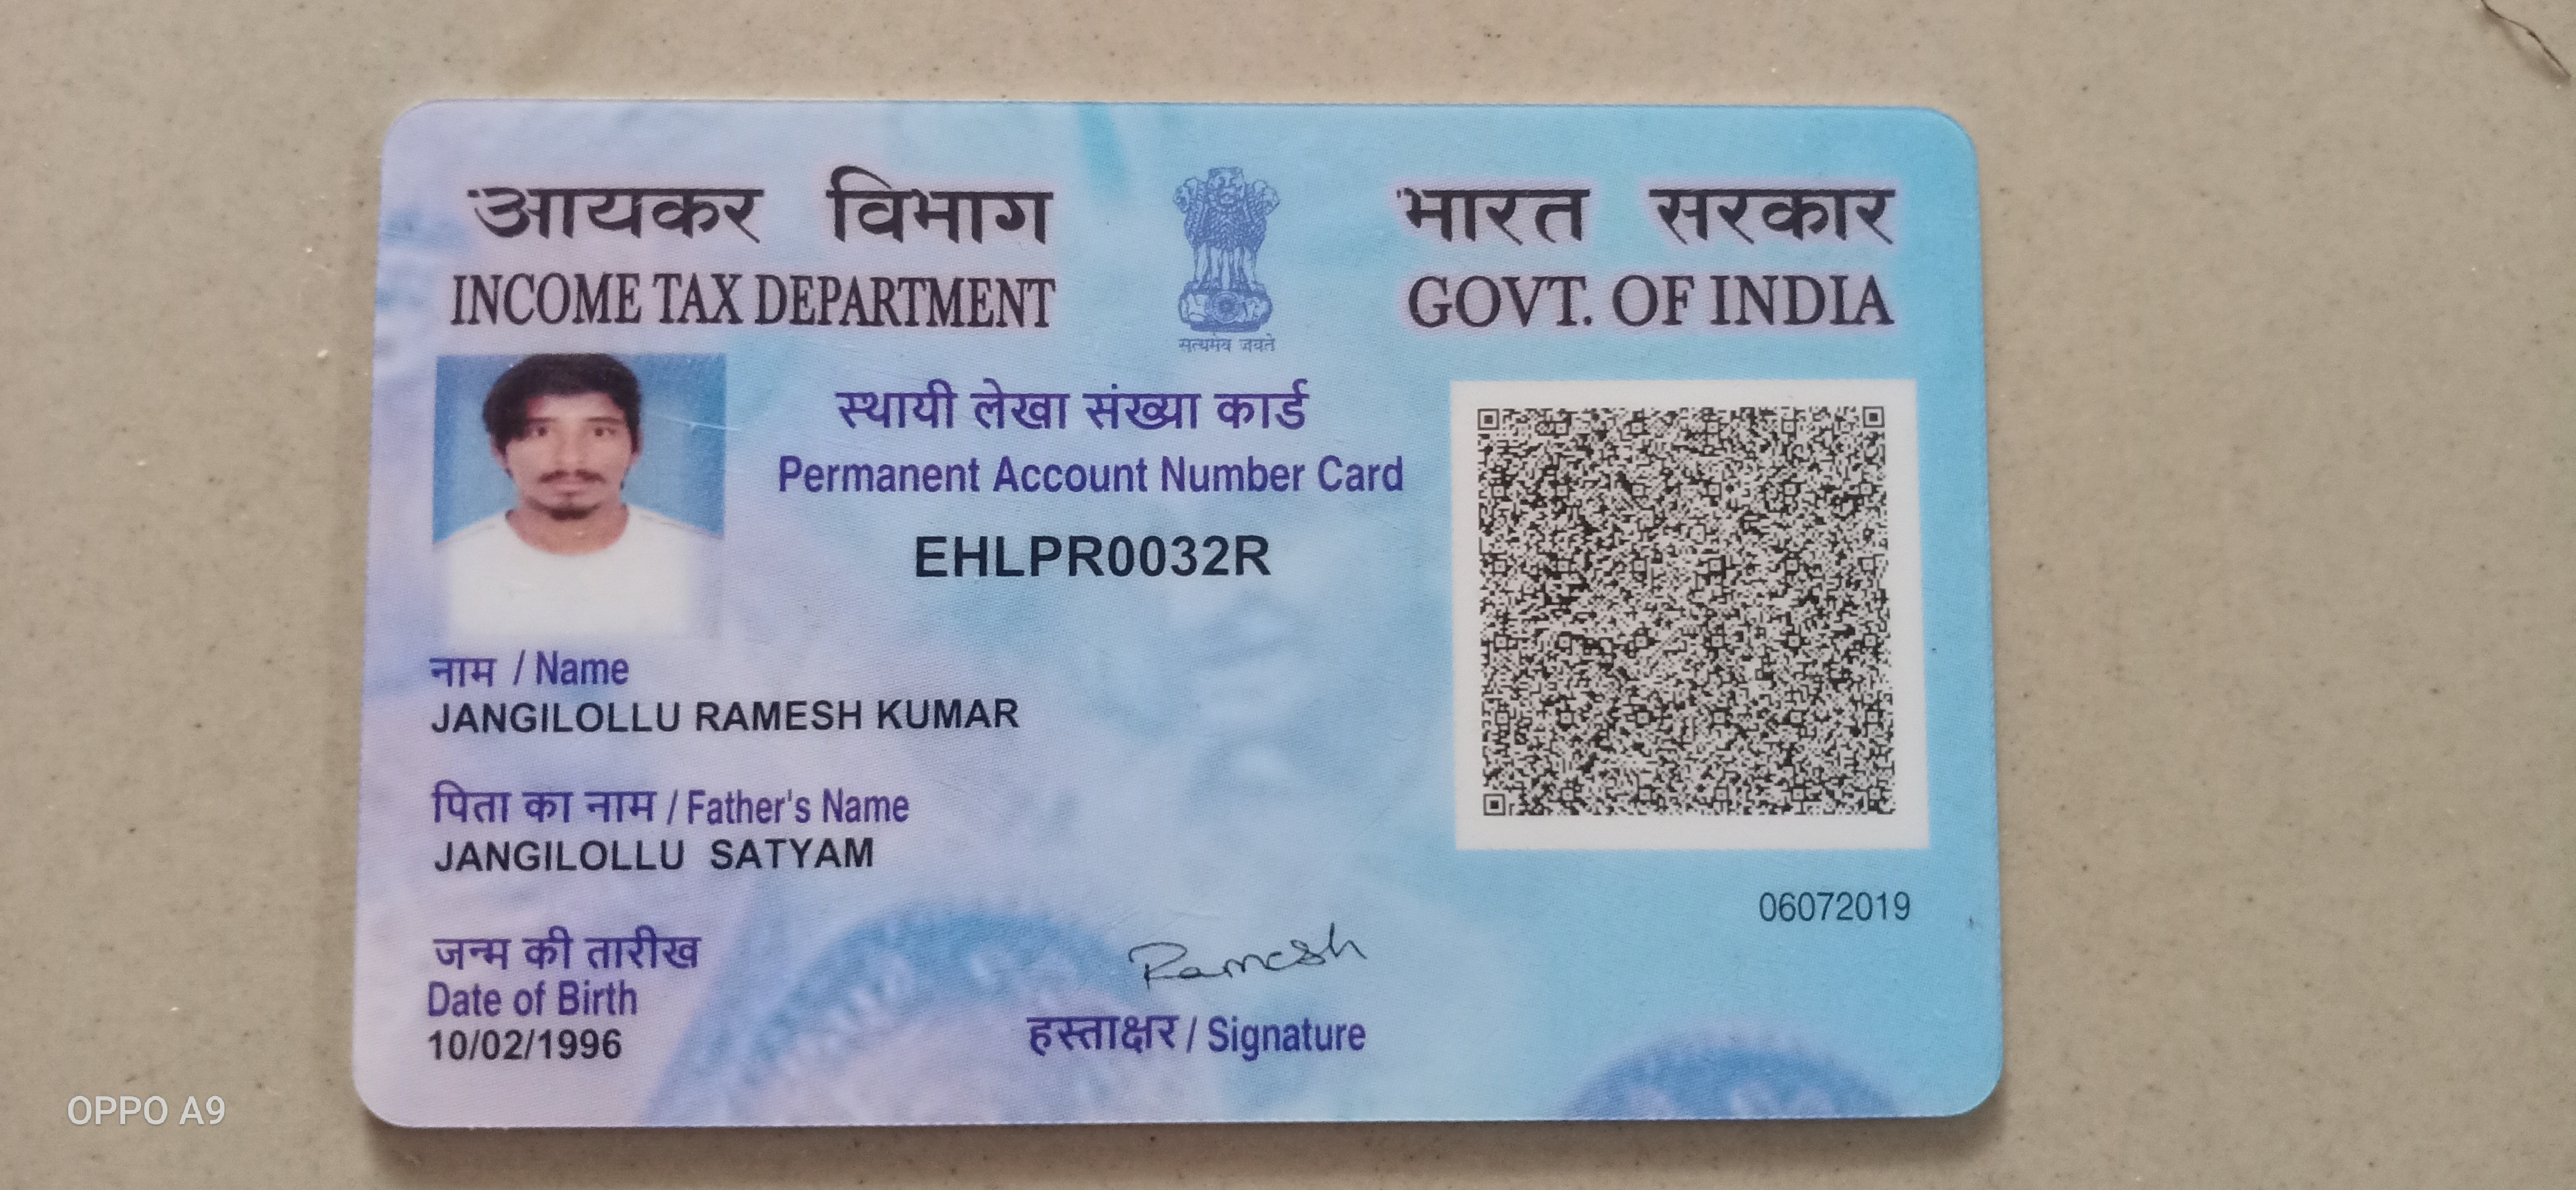 आयकर विभाग
INCOME TAX DEPARTMENT
सत्यमेव जयते
भारत सरकार
GOVT. OF INDIA
स्थायी लेखा संख्या कार्ड
Permanent Account Number Card
EHLPR0032R
नाम / Name
JANGILOLLU RAMESH KUMAR
पिता का नाम / Father's Name
JANGILOLLU SATYAM
जन्म की तारीख
Date of Birth
10/02/1996
Ramesh
हस्ताक्षर / Signature
06072019
OPPO A9